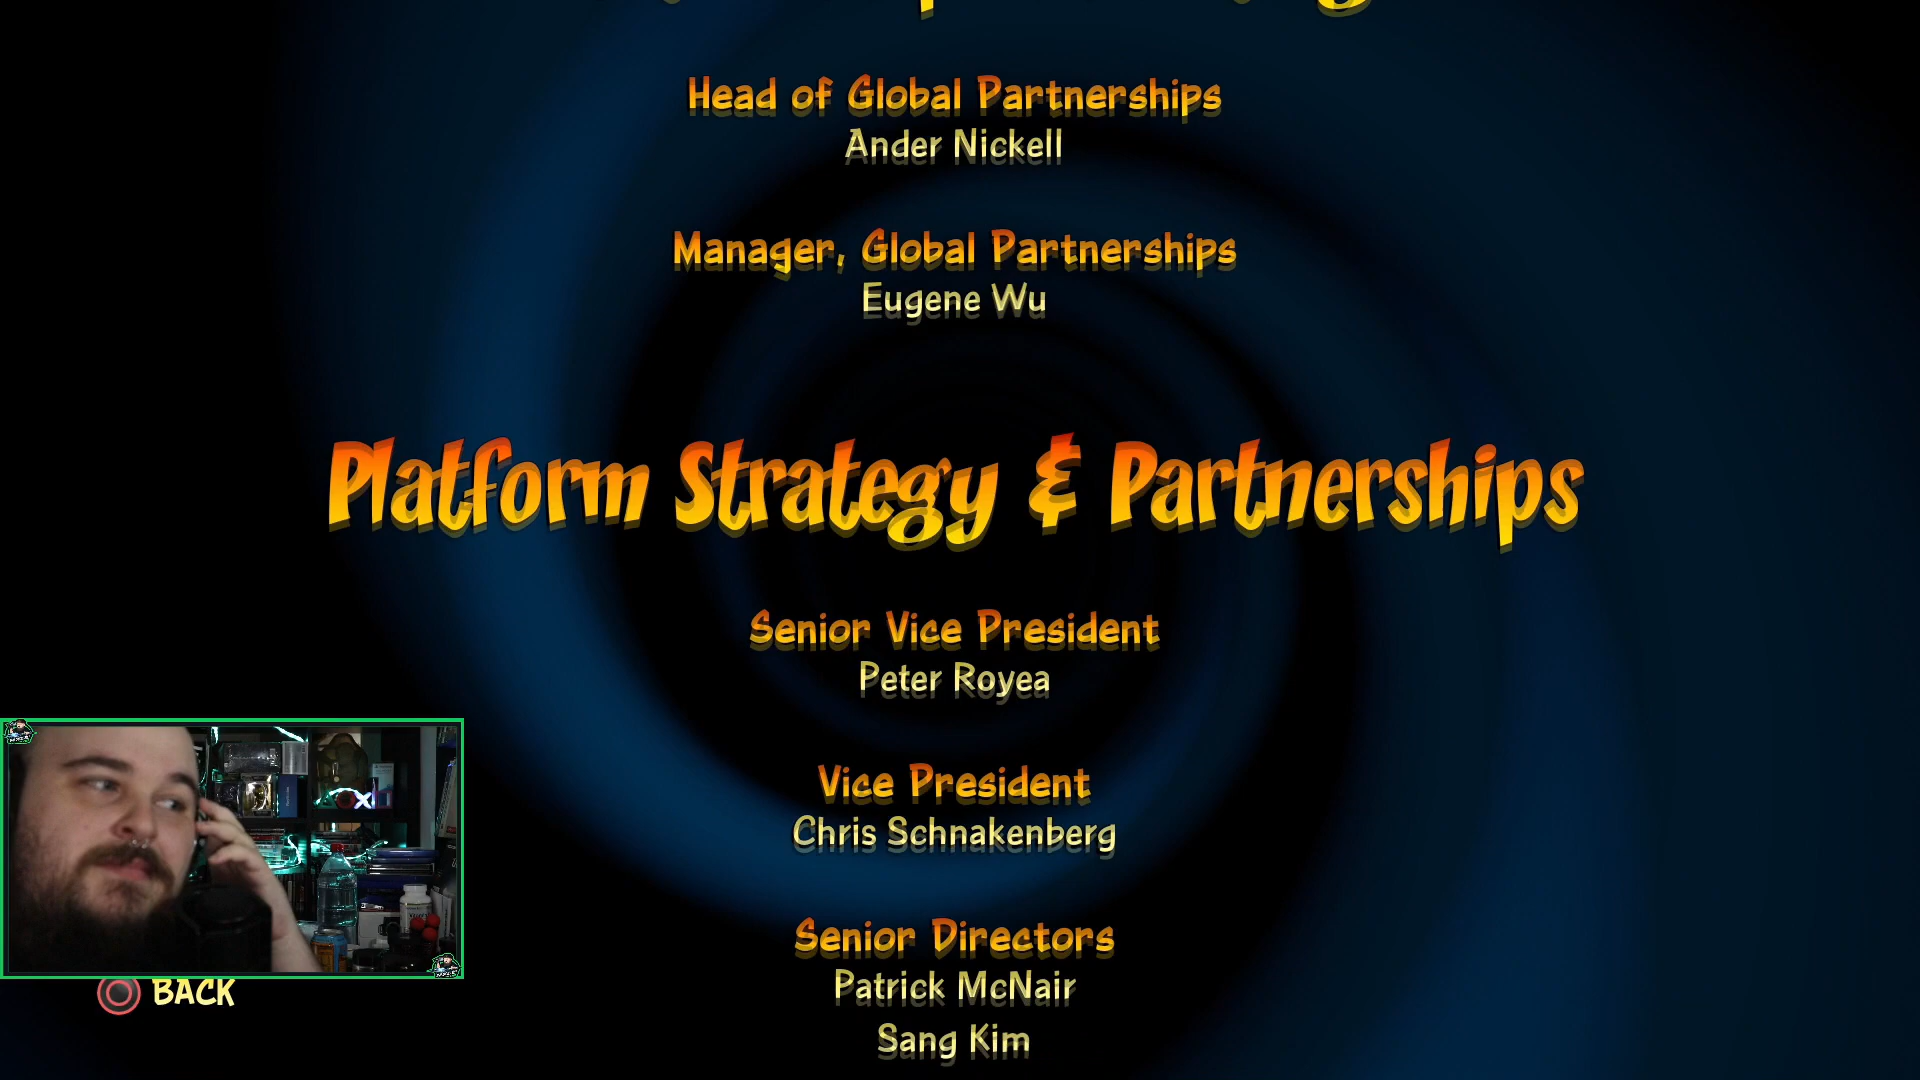 Head of Global Partnerships
Ander Nickell
Manager, Global Partnerships
Eugene Wu
Platform Strategy & Partnerships
Senior Vice President
Peter Royea
Vice President
Chris Schnakenberg
Senior Directors
Patrick McNair
Sang Kim
BACK